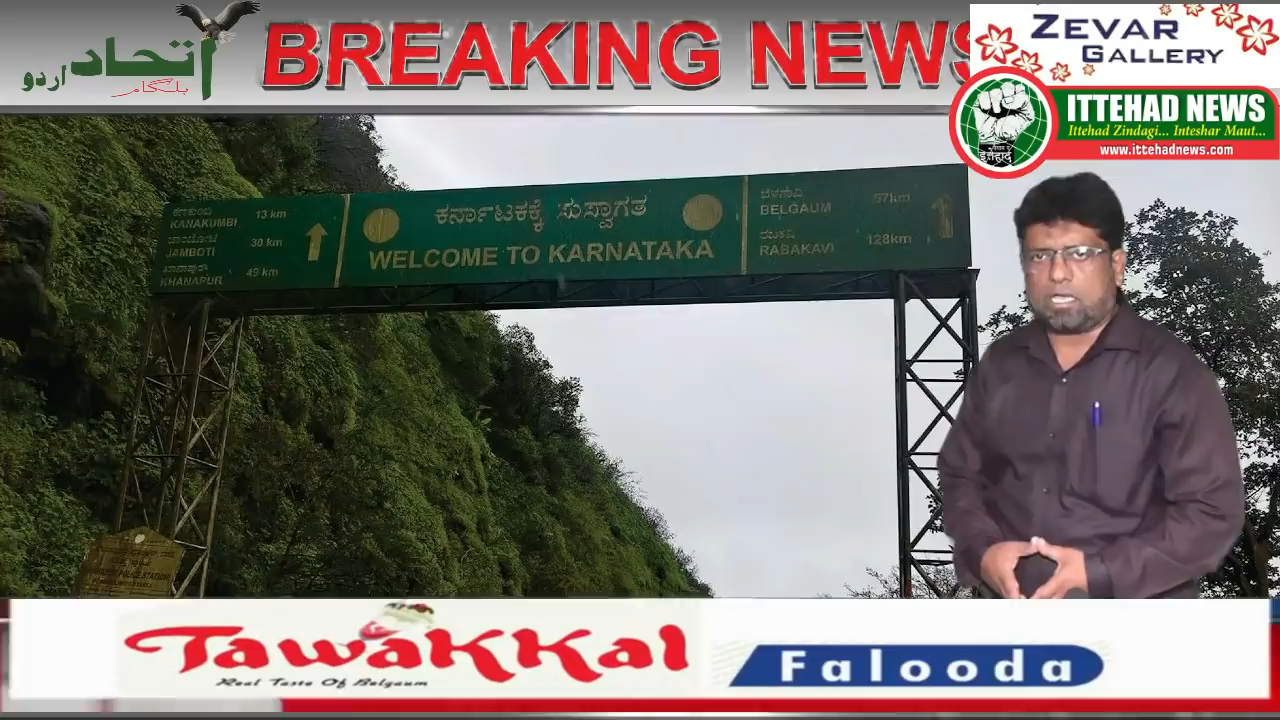 اتحاد اردو
بلگام
BREAKING NEWS
ZEVAR
GALLERY
ITTEHAD NEWS
Ittehad Zindagi... Inteshar Maut...
www.ittehadnews.com
KANAKUMBI 13 km
ಜಾಂಬೋಟಿ
JAMBOTI 30 km
ಖಾನಾಪುರ
KHANAPUR 49 km
ಕರ್ನಾಟಕಕ್ಕೆ ಸುಸ್ವಾಗತ
WELCOME TO KARNATAKA
ಬೆಳಗಾವಿ
BELGAUM 57km
ರಬಕವಿ
RABAKAVI 128km
TAWAKKAL
Real Taste Of Belgaum
Falooda